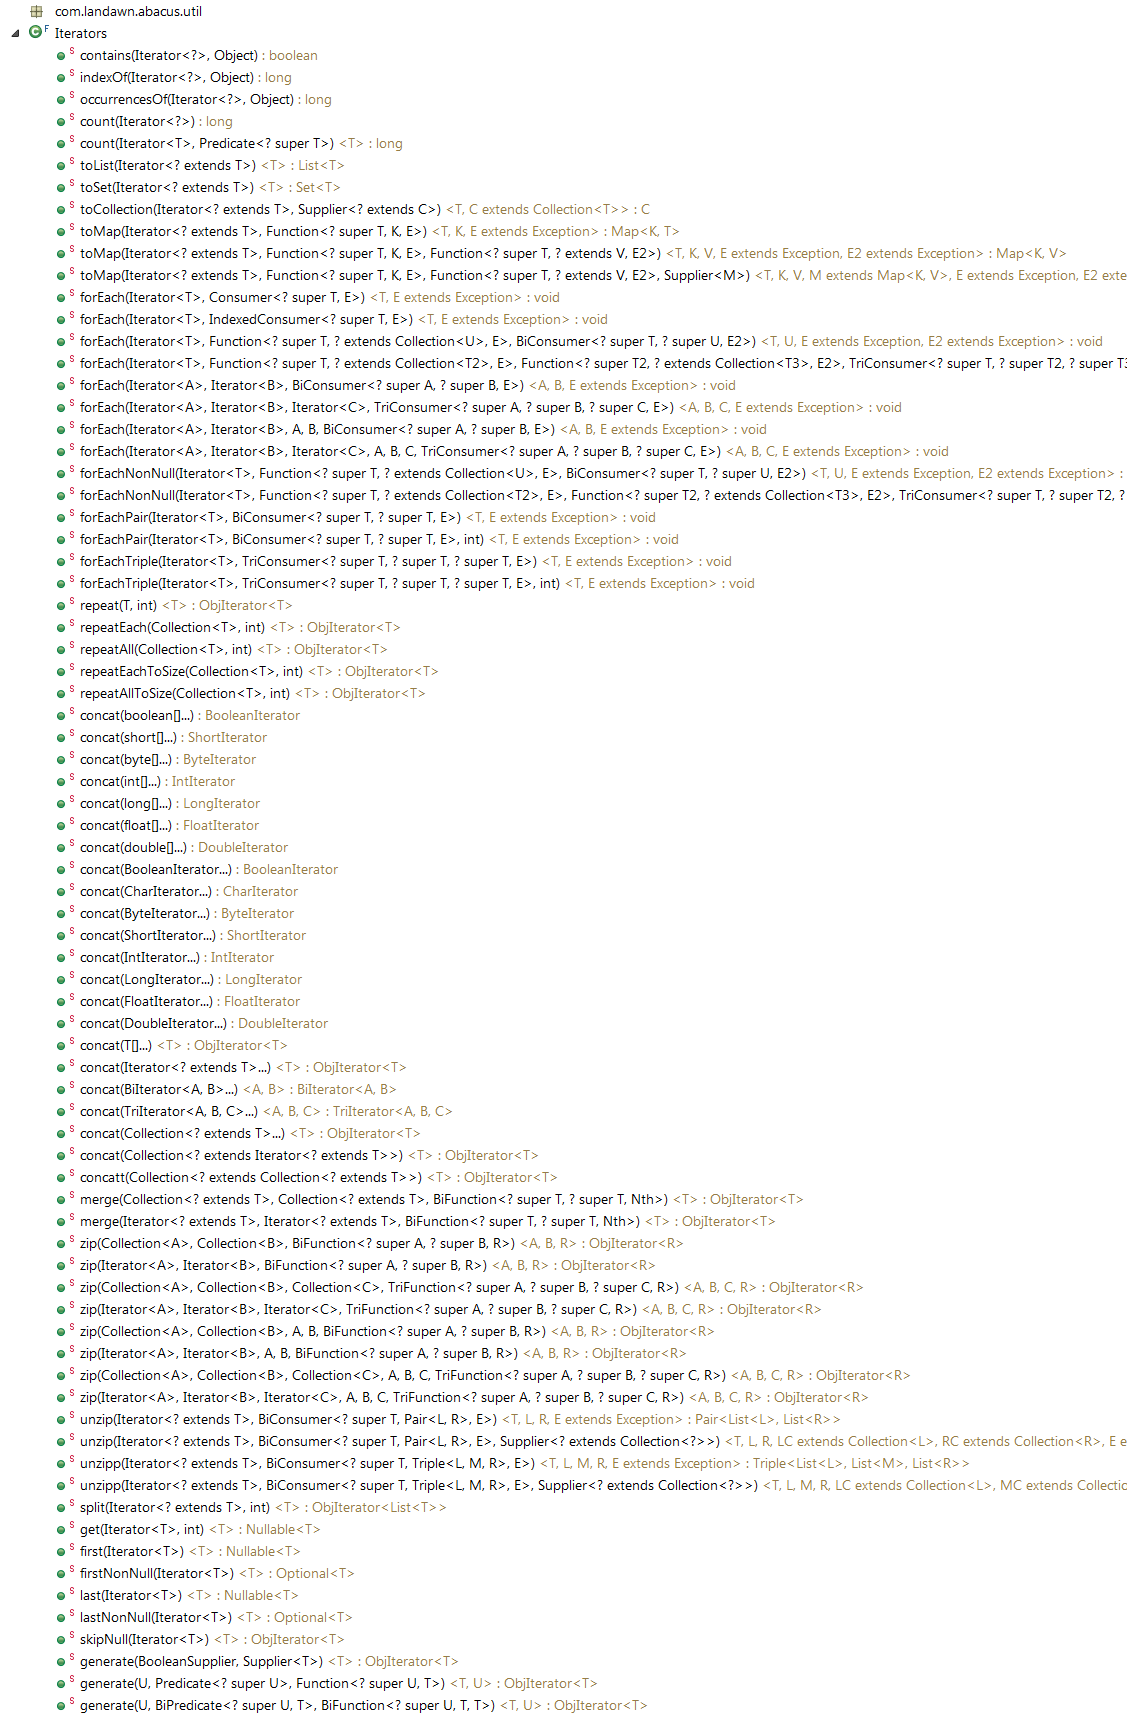 com.landawn.abacus.util
F Iterators
S contains(Iterator<?>, Object) : boolean
S indexOf(Iterator<?>, Object) : long
S occurrencesOf(Iterator<?>, Object) : long
S count(Iterator<?>) : long
S count(Iterator<T>, Predicate<? super T>) <T> : long
S toList(Iterator<? extends T>) <T> : List<T>
S toSet(Iterator<? extends T>) <T> : Set<T>
S toCollection(Iterator<? extends T>, Supplier<? extends C>) <T, C extends Collection<T>> : C
S toMap(Iterator<? extends T>, Function<? super T, K, E>) <T, K, E extends Exception> : Map<K, T>
S toMap(Iterator<? extends T>, Function<? super T, K, E>, Function<? super T, ? extends V, E2>) <T, K, V, E extends Exception, E2 extends Exception> : Map<K, V>
S toMap(Iterator<? extends T>, Function<? super T, K, E>, Function<? super T, ? extends V, E2>, Supplier<M>) <T, K, V, M extends Map<K, V>, E extends Exception, E2 exte
S forEach(Iterator<T>, Consumer<? super T, E>) <T, E extends Exception> : void
S forEach(Iterator<T>, IndexedConsumer<? super T, E>) <T, E extends Exception> : void
S forEach(Iterator<T>, Function<? super T, ? extends Collection<U>, E>, BiConsumer<? super T, ? super U, E2>) <T, U, E extends Exception, E2 extends Exception> : void
S forEach(Iterator<T>, Function<? super T, ? extends Collection<T2>, E>, Function<? super T2, ? extends Collection<T3>, E2>, TriConsumer<? super T, ? super T2, ? super T3
S forEach(Iterator<A>, Iterator<B>, BiConsumer<? super A, ? super B, E>) <A, B, E extends Exception> : void
S forEach(Iterator<A>, Iterator<B>, Iterator<C>, TriConsumer<? super A, ? super B, ? super C, E>) <A, B, C, E extends Exception> : void
S forEach(Iterator<A>, Iterator<B>, A, B, BiConsumer<? super A, ? super B, E>) <A, B, E extends Exception> : void
S forEach(Iterator<A>, Iterator<B>, Iterator<C>, A, B, C, TriConsumer<? super A, ? super B, ? super C, E>) <A, B, C, E extends Exception> : void
S forEachNonNull(Iterator<T>, Function<? super T, ? extends Collection<U>, E>, BiConsumer<? super T, ? super U, E2>) <T, U, E extends Exception, E2 extends Exception> :
S forEachNonNull(Iterator<T>, Function<? super T, ? extends Collection<T2>, E>, Function<? super T2, ? extends Collection<T3>, E2>, TriConsumer<? super T, ? super T2, ?
S forEachPair(Iterator<T>, BiConsumer<? super T, ? super T, E>) <T, E extends Exception> : void
S forEachPair(Iterator<T>, BiConsumer<? super T, ? super T, E>, int) <T, E extends Exception> : void
S forEachTriple(Iterator<T>, TriConsumer<? super T, ? super T, ? super T, E>) <T, E extends Exception> : void
S forEachTriple(Iterator<T>, TriConsumer<? super T, ? super T, ? super T, E>, int) <T, E extends Exception> : void
S repeat(T, int) <T> : ObjIterator<T>
S repeatEach(Collection<T>, int) <T> : ObjIterator<T>
S repeatAll(Collection<T>, int) <T> : ObjIterator<T>
S repeatEachToSize(Collection<T>, int) <T> : ObjIterator<T>
S repeatAllToSize(Collection<T>, int) <T> : ObjIterator<T>
S concat(boolean[]...) : BooleanIterator
S concat(short[]...) : ShortIterator
S concat(byte[]...) : ByteIterator
S concat(int[]...) : IntIterator
S concat(long[]...) : LongIterator
S concat(float[]...) : FloatIterator
S concat(double[]...) : DoubleIterator
S concat(BooleanIterator...) : BooleanIterator
S concat(CharIterator...) : CharIterator
S concat(ByteIterator...) : ByteIterator
S concat(ShortIterator...) : ShortIterator
S concat(IntIterator...) : IntIterator
S concat(LongIterator...) : LongIterator
S concat(FloatIterator...) : FloatIterator
S concat(DoubleIterator...) : DoubleIterator
S concat(T[]...) <T> : ObjIterator<T>
S concat(Iterator<? extends T>...) <T> : ObjIterator<T>
S concat(BiIterator<A, B>...) <A, B> : BiIterator<A, B>
S concat(TriIterator<A, B, C>...) <A, B, C> : TriIterator<A, B, C>
S concat(Collection<? extends T>...) <T> : ObjIterator<T>
S concat(Collection<? extends Iterator<? extends T>>) <T> : ObjIterator<T>
S concatt(Collection<? extends Collection<? extends T>>) <T> : ObjIterator<T>
S merge(Collection<? extends T>, Collection<? extends T>, BiFunction<? super T, ? super T, Nth>) <T> : ObjIterator<T>
S merge(Iterator<? extends T>, Iterator<? extends T>, BiFunction<? super T, ? super T, Nth>) <T> : ObjIterator<T>
S zip(Collection<A>, Collection<B>, BiFunction<? super A, ? super B, R>) <A, B, R> : ObjIterator<R>
S zip(Iterator<A>, Iterator<B>, BiFunction<? super A, ? super B, R>) <A, B, R> : ObjIterator<R>
S zip(Collection<A>, Collection<B>, Collection<C>, TriFunction<? super A, ? super B, ? super C, R>) <A, B, C, R> : ObjIterator<R>
S zip(Iterator<A>, Iterator<B>, Iterator<C>, TriFunction<? super A, ? super B, ? super C, R>) <A, B, C, R> : ObjIterator<R>
S zip(Collection<A>, Collection<B>, A, B, BiFunction<? super A, ? super B, R>) <A, B, R> : ObjIterator<R>
S zip(Iterator<A>, Iterator<B>, A, B, BiFunction<? super A, ? super B, R>) <A, B, R> : ObjIterator<R>
S zip(Collection<A>, Collection<B>, Collection<C>, A, B, C, TriFunction<? super A, ? super B, ? super C, R>) <A, B, C, R> : ObjIterator<R>
S zip(Iterator<A>, Iterator<B>, Iterator<C>, A, B, C, TriFunction<? super A, ? super B, ? super C, R>) <A, B, C, R> : ObjIterator<R>
S unzip(Iterator<? extends T>, BiConsumer<? super T, Pair<L, R>, E>) <T, L, R, E extends Exception> : Pair<List<L>, List<R>>
S unzip(Iterator<? extends T>, BiConsumer<? super T, Pair<L, R>, E>, Supplier<? extends Collection<?>>) <T, L, R, LC extends Collection<L>, RC extends Collection<R>, E e
S unzipp(Iterator<? extends T>, BiConsumer<? super T, Triple<L, M, R>, E>) <T, L, M, R, E extends Exception> : Triple<List<L>, List<M>, List<R>>
S unzipp(Iterator<? extends T>, BiConsumer<? super T, Triple<L, M, R>, E>, Supplier<? extends Collection<?>>) <T, L, M, R, LC extends Collection<L>, MC extends Collectio
S split(Iterator<? extends T>, int) <T> : ObjIterator<List<T>>
S get(Iterator<T>, int) <T> : Nullable<T>
S first(Iterator<T>) <T> : Nullable<T>
S firstNonNull(Iterator<T>) <T> : Optional<T>
S last(Iterator<T>) <T> : Nullable<T>
S lastNonNull(Iterator<T>) <T> : Optional<T>
S skipNull(Iterator<T>) <T> : ObjIterator<T>
S generate(BooleanSupplier, Supplier<T>) <T> : ObjIterator<T>
S generate(U, Predicate<? super U>, Function<? super U, T>) <T, U> : ObjIterator<T>
S generate(U, BiPredicate<? super U, T>, BiFunction<? super U, T, T>) <T, U> : ObjIterator<T>